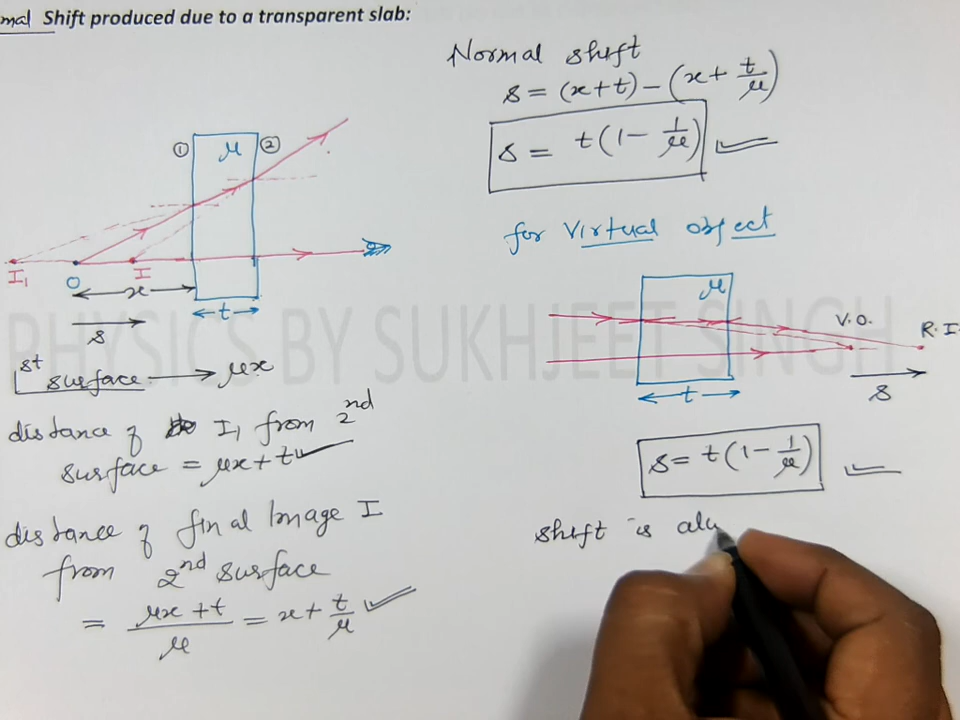 mal Shift produced due to a transparent slab:
① μ ②
I₁ O I
x
t
s
1st surface → μx
distance of I₁ from 2nd
surface = μx+t
distance of final Image I
from 2nd surface
= μx+t/μ = x + t/μ
Normal shift
s = (x+t) - (x + t/μ)
s = t(1 - 1/μ)
for Virtual object
μ
V.O.
R.I
t
s
s = t(1 - 1/μ)
shift is alw
PHYSICS BY SUKHJEET SINGH